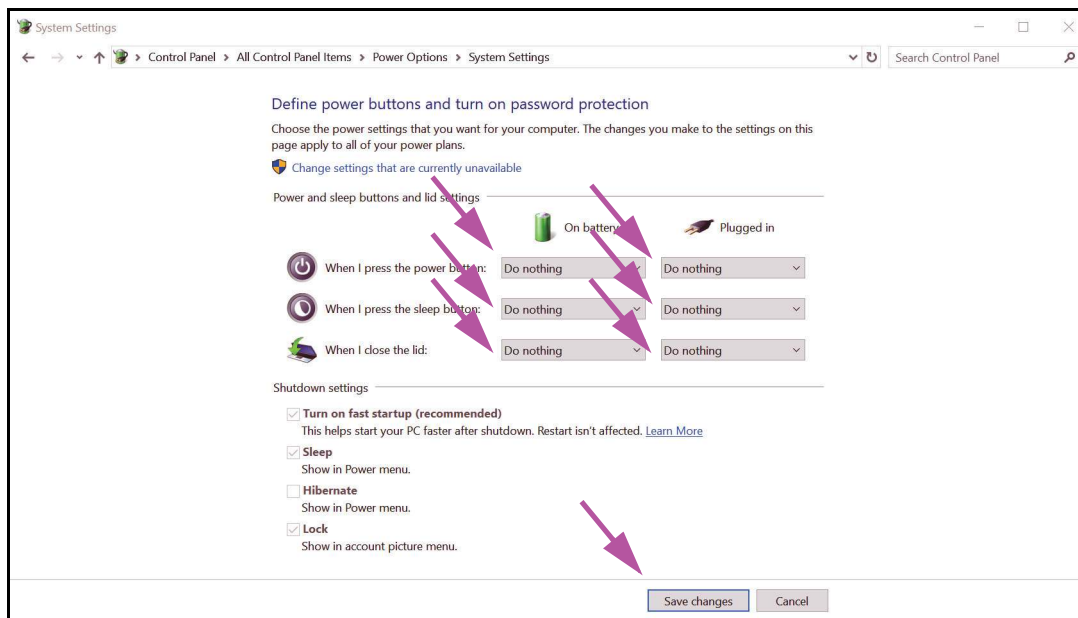 System Settings
Control Panel > All Control Panel Items > Power Options > System Settings
Search Control Panel
Define power buttons and turn on password protection
Choose the power settings that you want for your computer. The changes you make to the settings on this
page apply to all of your power plans.
Change settings that are currently unavailable
Power and sleep buttons and lid settings
On battery
Plugged in
When I press the power button:
Do nothing
Do nothing
When I press the sleep button:
Do nothing
Do nothing
When I close the lid:
Do nothing
Do nothing
Shutdown settings
Turn on fast startup (recommended)
This helps start your PC faster after shutdown. Restart isn't affected. Learn More
Sleep
Show in Power menu.
Hibernate
Show in Power menu.
Lock
Show in account picture menu.
Save changes
Cancel